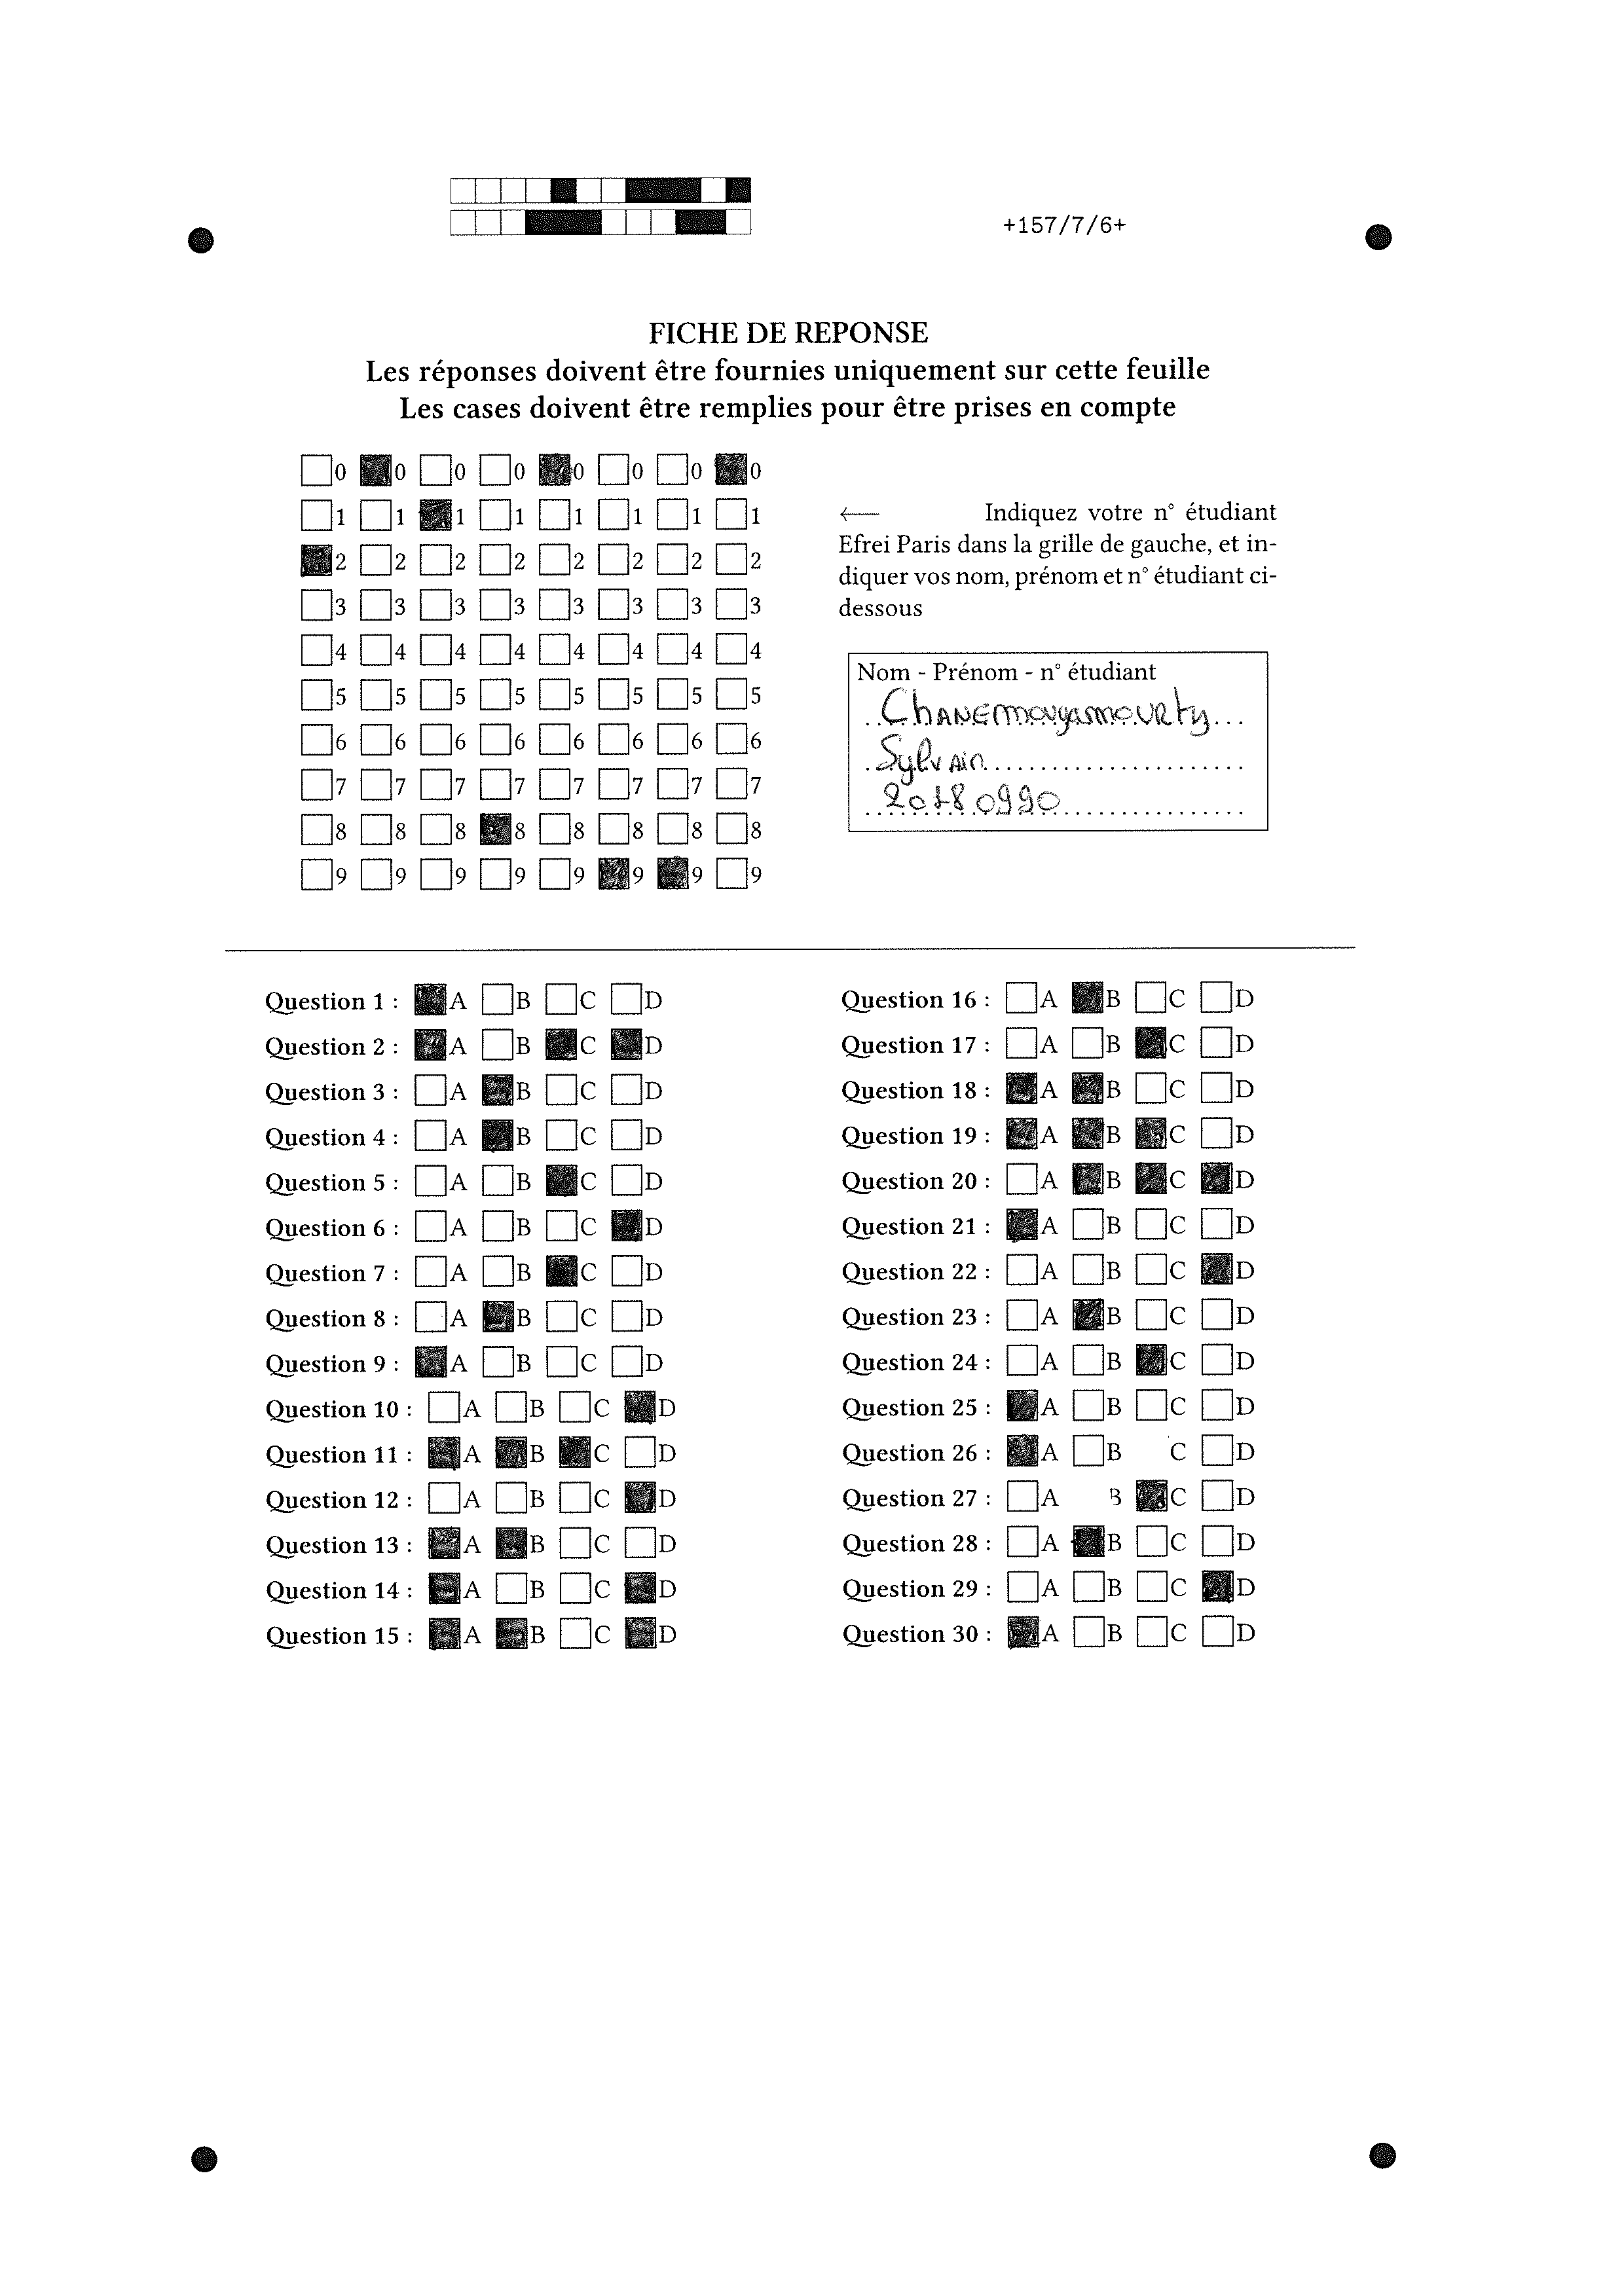 +157/7/6+
FICHE DE REPONSE
Les réponses doivent être fournies uniquement sur cette feuille
Les cases doivent être remplies pour être prises en compte
0 0 0 0 0 0 0 0
1 1 1 1 1 1 1 1
2 2 2 2 2 2 2 2
3 3 3 3 3 3 3 3
4 4 4 4 4 4 4 4
5 5 5 5 5 5 5 5
6 6 6 6 6 6 6 6
7 7 7 7 7 7 7 7
8 8 8 8 8 8 8 8
9 9 9 9 9 9 9 9
← Indiquez votre n° étudiant
Efrei Paris dans la grille de gauche, et in-
diquer vos nom, prénom et n° étudiant ci-
dessous
Nom - Prénom - n° étudiant
Chanemougamourty
Sylvain
20180990
Question 1 : A B C D
Question 2 : A B C D
Question 3 : A B C D
Question 4 : A B C D
Question 5 : A B C D
Question 6 : A B C D
Question 7 : A B C D
Question 8 : A B C D
Question 9 : A B C D
Question 10 : A B C D
Question 11 : A B C D
Question 12 : A B C D
Question 13 : A B C D
Question 14 : A B C D
Question 15 : A B C D
Question 16 : A B C D
Question 17 : A B C D
Question 18 : A B C D
Question 19 : A B C D
Question 20 : A B C D
Question 21 : A B C D
Question 22 : A B C D
Question 23 : A B C D
Question 24 : A B C D
Question 25 : A B C D
Question 26 : A B C D
Question 27 : A B C D
Question 28 : A B C D
Question 29 : A B C D
Question 30 : A B C D